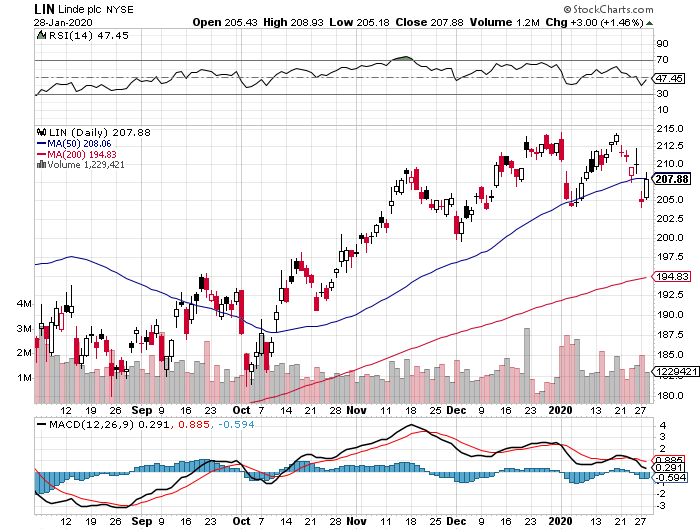 LIN Linde plc NYSE © StockCharts.com
28-Jan-2020 Open 205.43 High 208.93 Low 205.18 Close 207.88 Volume 1.2M Chg +3.00 (+1.46%)
RSI(14) 47.45
90
70
47.45
30
10
LIN (Daily) 207.88
MA(50) 208.06
MA(200) 194.83
Volume 1,229,421
215.0
212.5
210.0
207.88
205.0
202.5
200.0
197.5
194.83
192.5
4M 190.0
3M 187.5
2M 185.0
1229421
1M 182.5
180.0
12 19 26 Sep 9 16 23 Oct 7 14 21 28 Nov 11 18 25 Dec 9 16 23 2020 13 21 27
MACD(12,26,9) 0.291, 0.885, -0.594
4
3
2
1
0.885
0.291
-0.594
-2
-3
12 19 26 Sep 9 16 23 Oct 7 14 21 28 Nov 11 18 25 Dec 9 16 23 2020 13 21 27